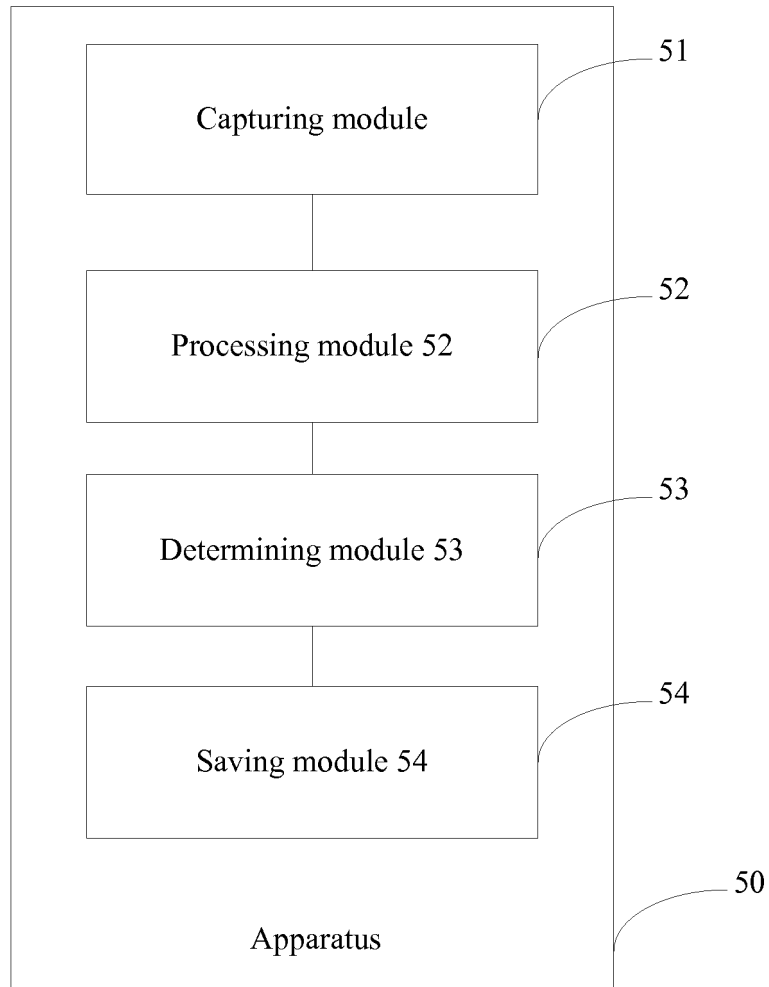 51
Capturing module
52
Processing module 52
53
Determining module 53
54
Saving module 54
50
Apparatus